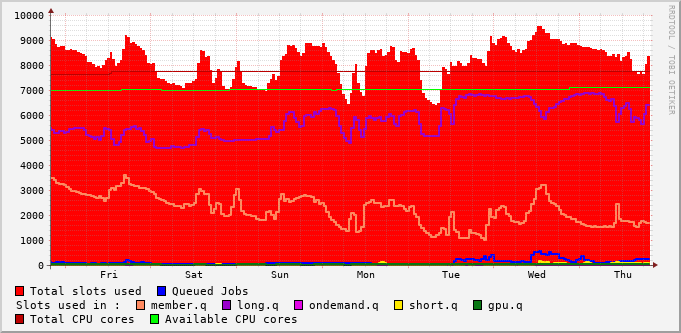 10000
9000
8000
7000
6000
5000
4000
3000
2000
1000
0
Fri Sat Sun Mon Tue Wed Thu
RRDTOOL / TOBI OETIKER
Total slots used Queued Jobs
Slots used in : member.q long.q ondemand.q short.q gpu.q
Total CPU cores Available CPU cores